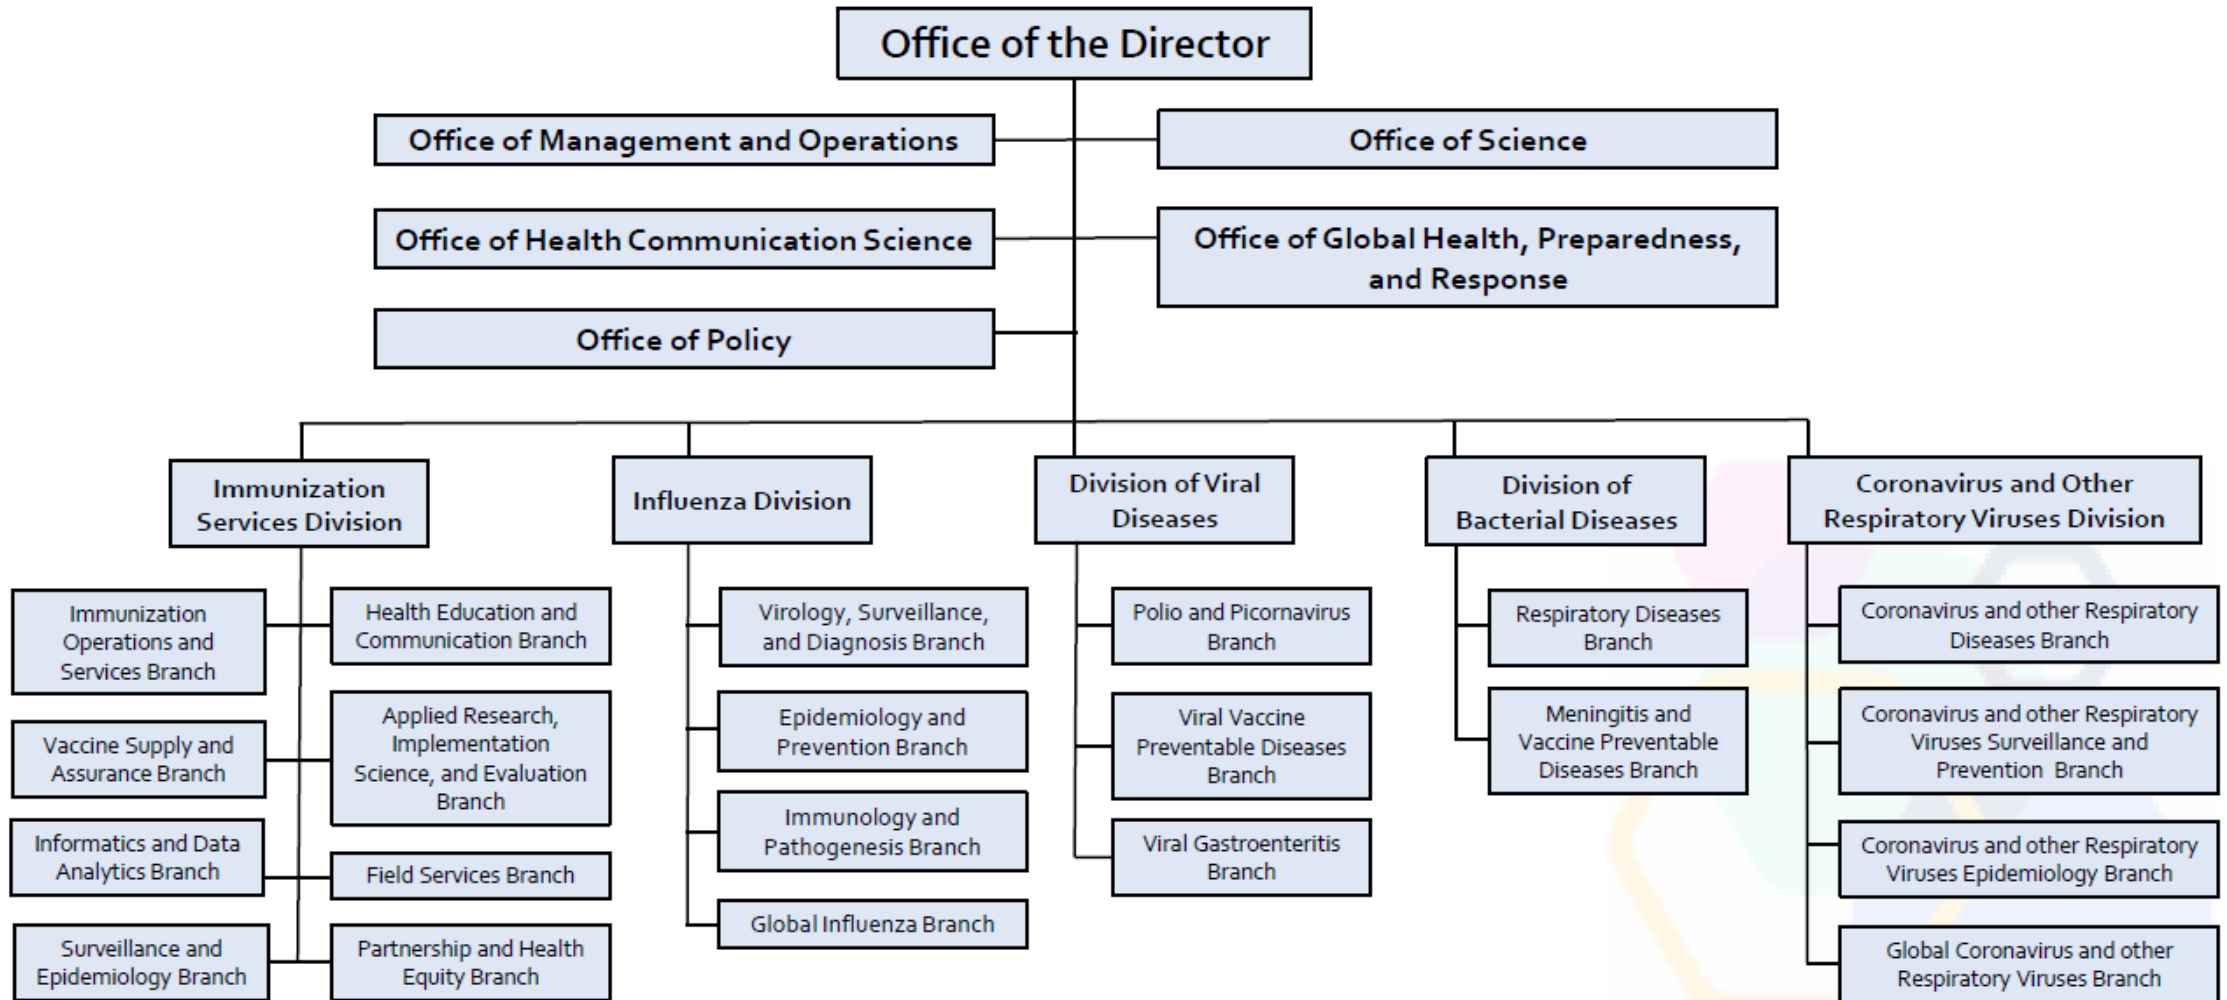 Office of the Director
Office of Management and Operations
Office of Science
Office of Health Communication Science
Office of Global Health, Preparedness,
and Response
Office of Policy
Immunization
Services Division
Influenza Division
Division of Viral
Diseases
Division of
Bacterial Diseases
Coronavirus and Other
Respiratory Viruses Division
Immunization
Operations and
Services Branch
Health Education and
Communication Branch
Vaccine Supply and
Assurance Branch
Applied Research,
Implementation
Science, and Evaluation
Branch
Informatics and Data
Analytics Branch
Field Services Branch
Surveillance and
Epidemiology Branch
Partnership and Health
Equity Branch
Virology, Surveillance,
and Diagnosis Branch
Epidemiology and
Prevention Branch
Immunology and
Pathogenesis Branch
Global Influenza Branch
Polio and Picornavirus
Branch
Viral Vaccine
Preventable Diseases
Branch
Viral Gastroenteritis
Branch
Respiratory Diseases
Branch
Meningitis and
Vaccine Preventable
Diseases Branch
Coronavirus and other Respiratory
Diseases Branch
Coronavirus and other Respiratory
Viruses Surveillance and
Prevention Branch
Coronavirus and other Respiratory
Viruses Epidemiology Branch
Global Coronavirus and other
Respiratory Viruses Branch